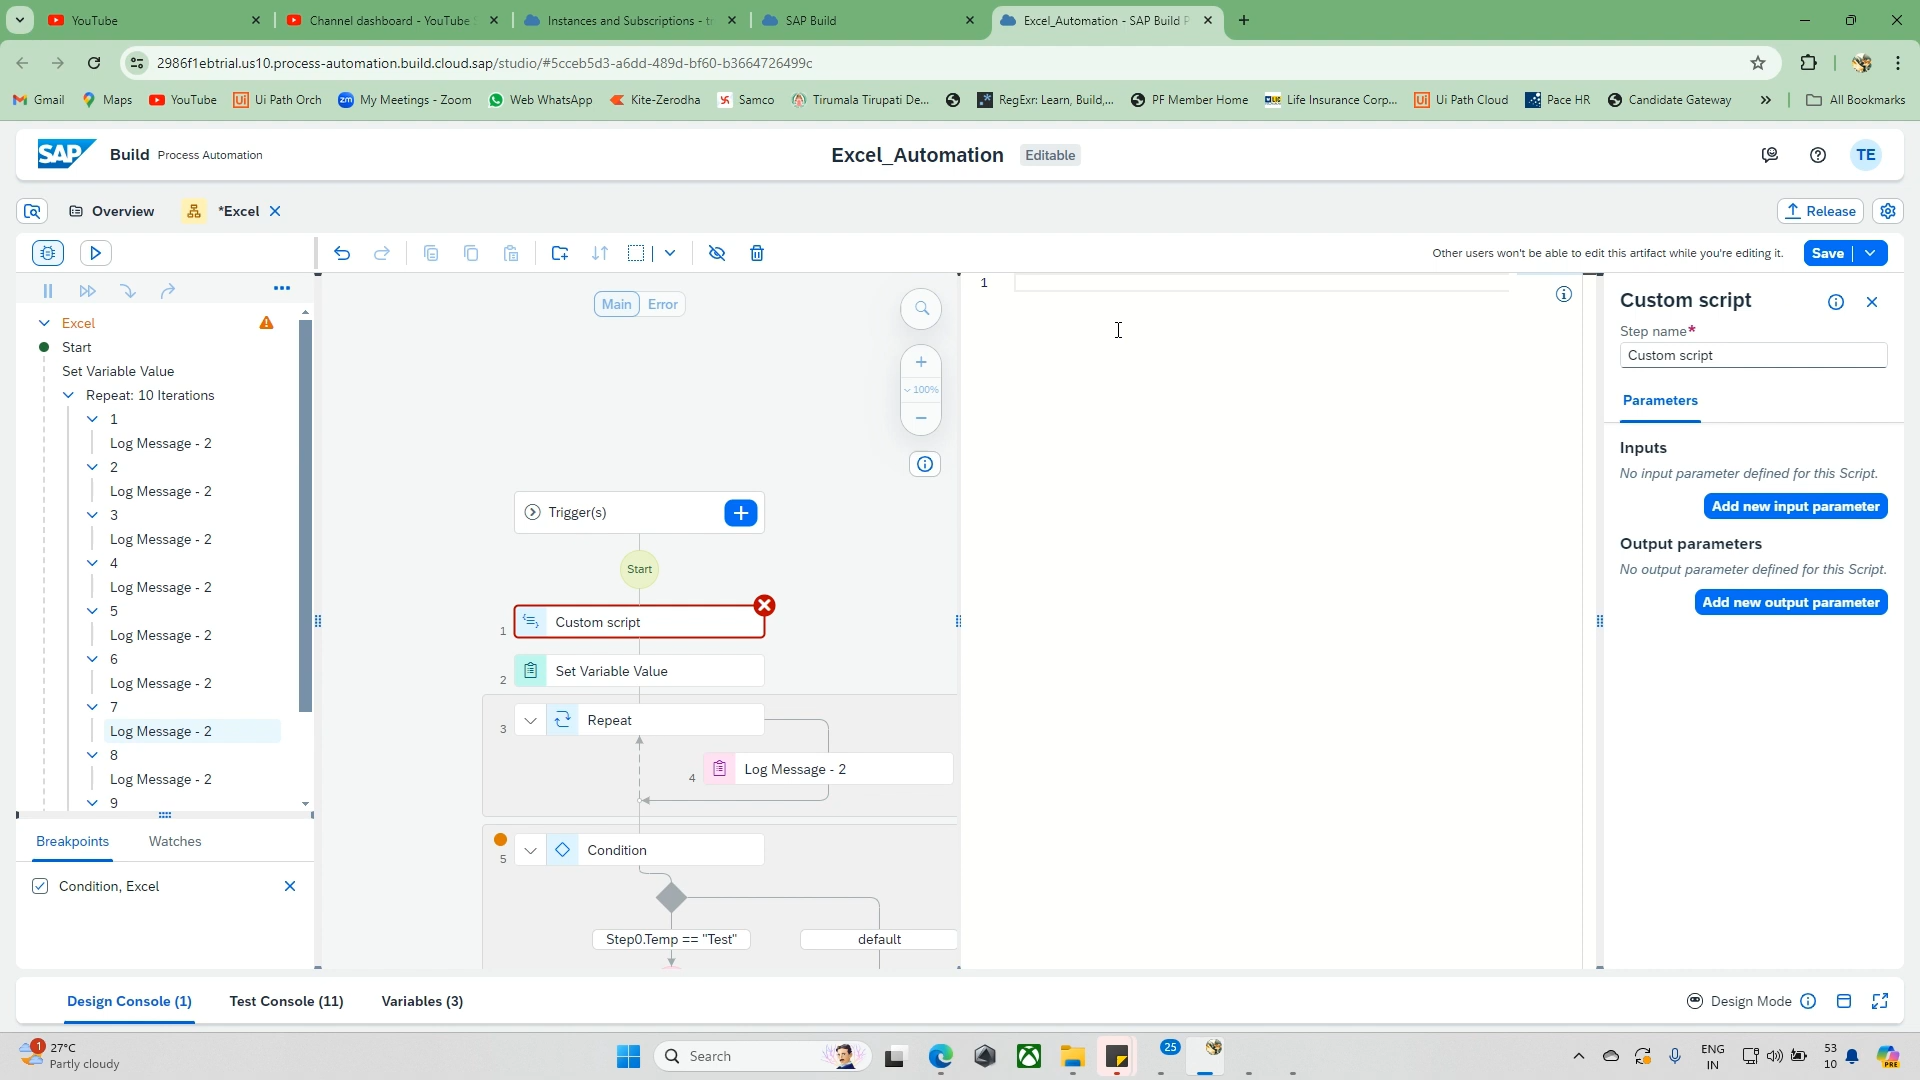 YouTube
Channel dashboard - YouTube S
Instances and Subscriptions - tr
SAP Build
Excel_Automation - SAP Build P
2986f1ebtrial.us10.process-automation.build.cloud.sap/studio/#5cceb5d3-a6dd-489d-bf60-b3664726499c
Gmail
Maps
YouTube
Ui Path Orch
My Meetings - Zoom
Web WhatsApp
Kite-Zerodha
Samco
Tirumala Tirupati De...
RegExr: Learn, Build,...
PF Member Home
Life Insurance Corp...
Ui Path Cloud
Pace HR
Candidate Gateway
All Bookmarks
SAP Build Process Automation
Excel_Automation Editable
TE
Overview
*Excel
Release
Other users won't be able to edit this artifact while you're editing it.
Save
Excel
Start
Set Variable Value
Repeat: 10 Iterations
1
Log Message - 2
2
Log Message - 2
3
Log Message - 2
4
Log Message - 2
5
Log Message - 2
6
Log Message - 2
7
Log Message - 2
8
Log Message - 2
9
Breakpoints
Watches
Condition, Excel
Main
Error
100%
Trigger(s)
Start
1
Custom script
2
Set Variable Value
3
Repeat
4
Log Message - 2
5
Condition
Step0.Temp == "Test"
default
1
Custom script
Step name*
Custom script
Parameters
Inputs
No input parameter defined for this Script.
Add new input parameter
Output parameters
No output parameter defined for this Script.
Add new output parameter
Design Console (1)
Test Console (11)
Variables (3)
Design Mode
1
27°C
Partly cloudy
Search
25
ENG
IN
53
10
PRE